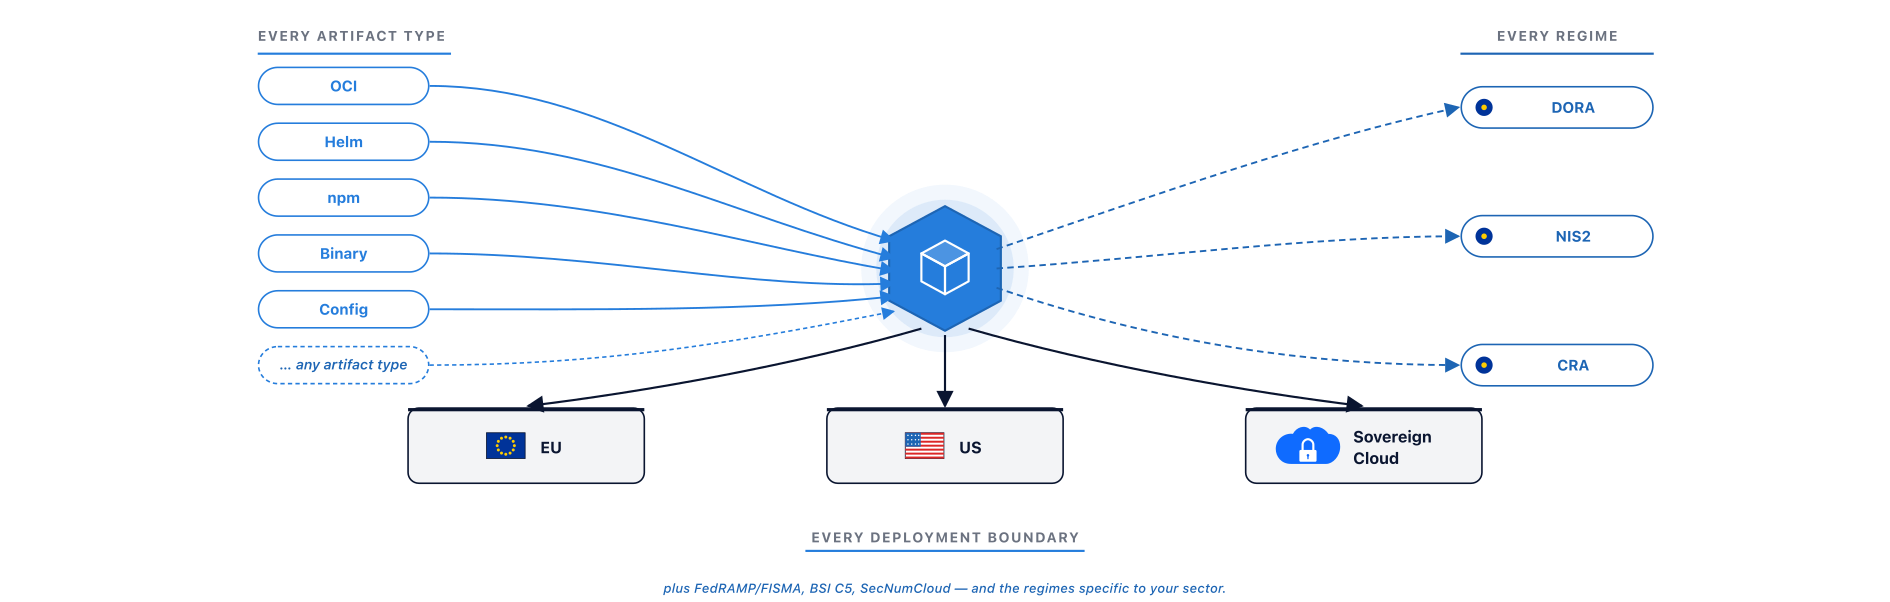 EVERY ARTIFACT TYPE
OCI
Helm
npm
Binary
Config
... any artifact type
EVERY REGIME
DORA
NIS2
CRA
EU
US
Sovereign
Cloud
EVERY DEPLOYMENT BOUNDARY
plus FedRAMP/FISMA, BSI C5, SecNumCloud — and the regimes specific to your sector.